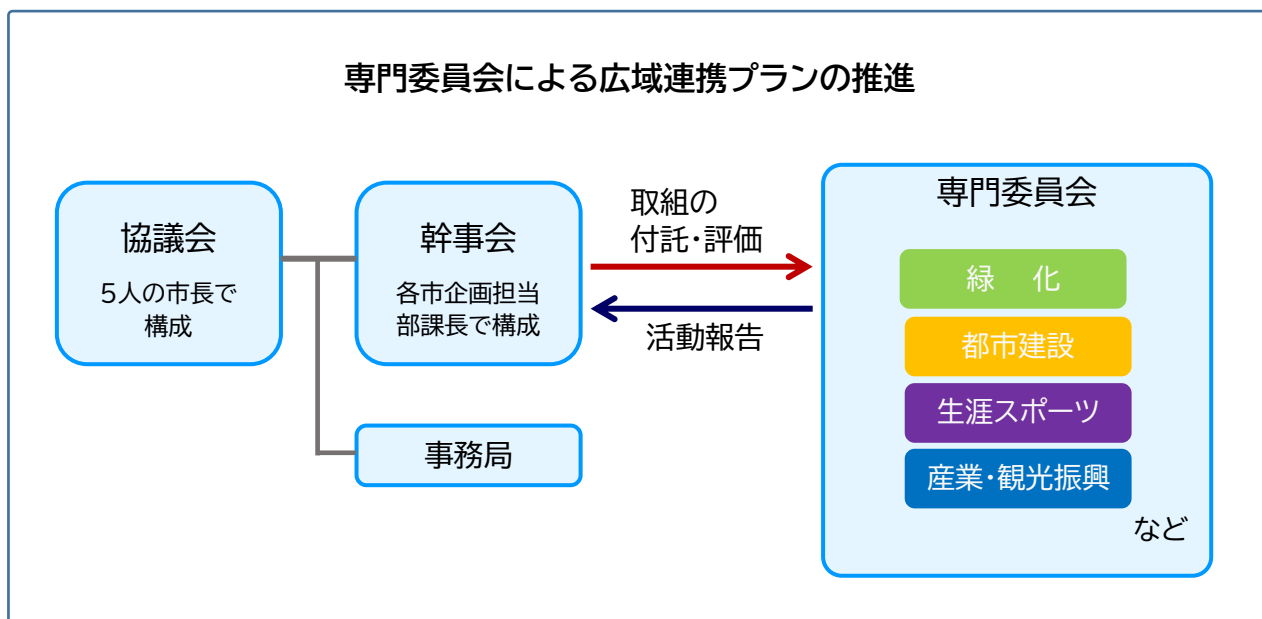 専門委員会による広域連携プランの推進
協議会
5人の市長で
構成
幹事会
各市企画担当
部課長で構成
事務局
取組の
付託・評価
活動報告
専門委員会
緑　化
都市建設
生涯スポーツ
産業・観光振興
など